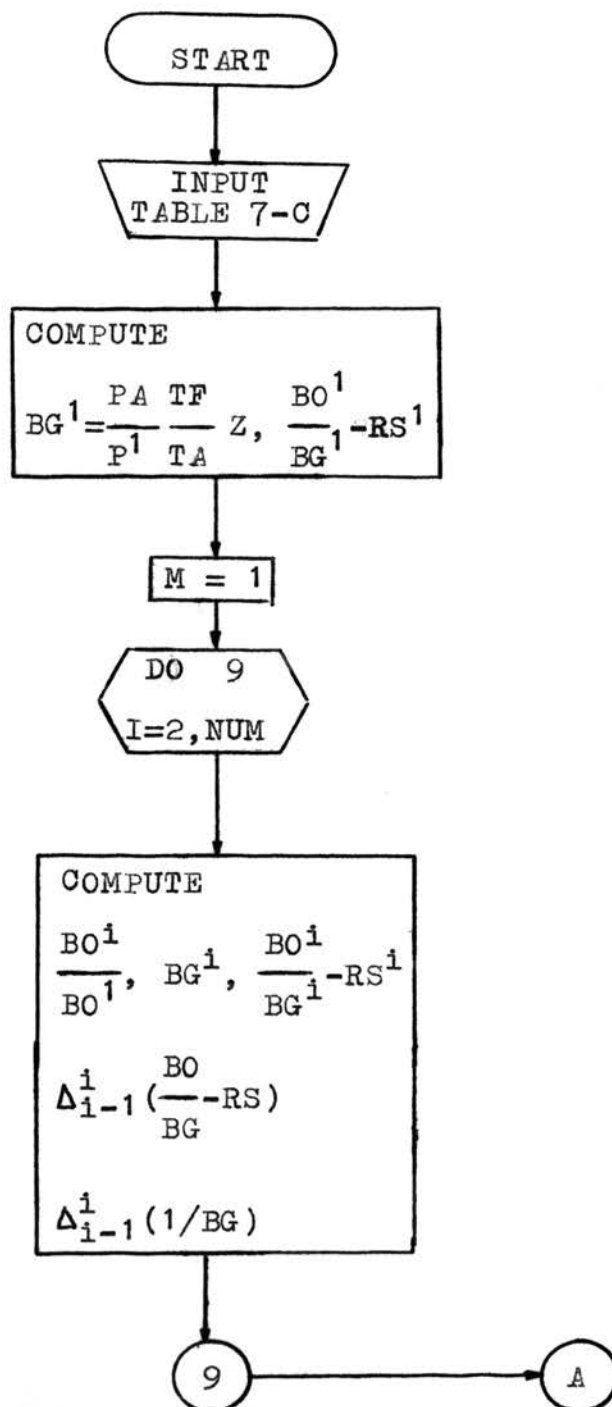 START
INPUT
TABLE 7-C
COMPUTE
BG¹=PA/P¹ TF/TA Z, BO¹/BG¹-RS¹
M = 1
DO 9
I=2,NUM
COMPUTE
BOⁱ/BO¹, BGⁱ, BOⁱ/BGⁱ-RSⁱ
Δⁱᵢ₋₁(BO/BG-RS)
Δⁱᵢ₋₁(1/BG)
9
A